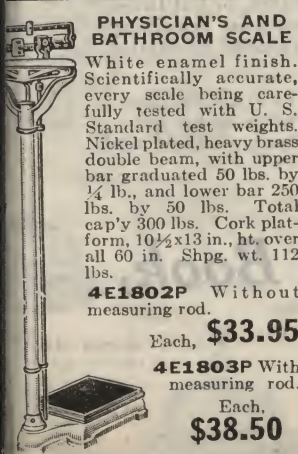 PHYSICIAN'S AND
BATHROOM SCALE
White enamel finish.
Scientifically accurate,
every scale being care-
fully tested with U. S.
Standard test weights.
Nickel plated, heavy brass
double beam, with upper
bar graduated 50 lbs. by
¼ lb., and lower bar 250
lbs. by 50 lbs. Total
cap'y 300 lbs. Cork plat-
form, 10½x13 in., ht. over
all 60 in. Shpg. wt. 112
lbs.
4E1802P Without
measuring rod.
Each, $33.95
4E1803P With
measuring rod.
Each,
$38.50